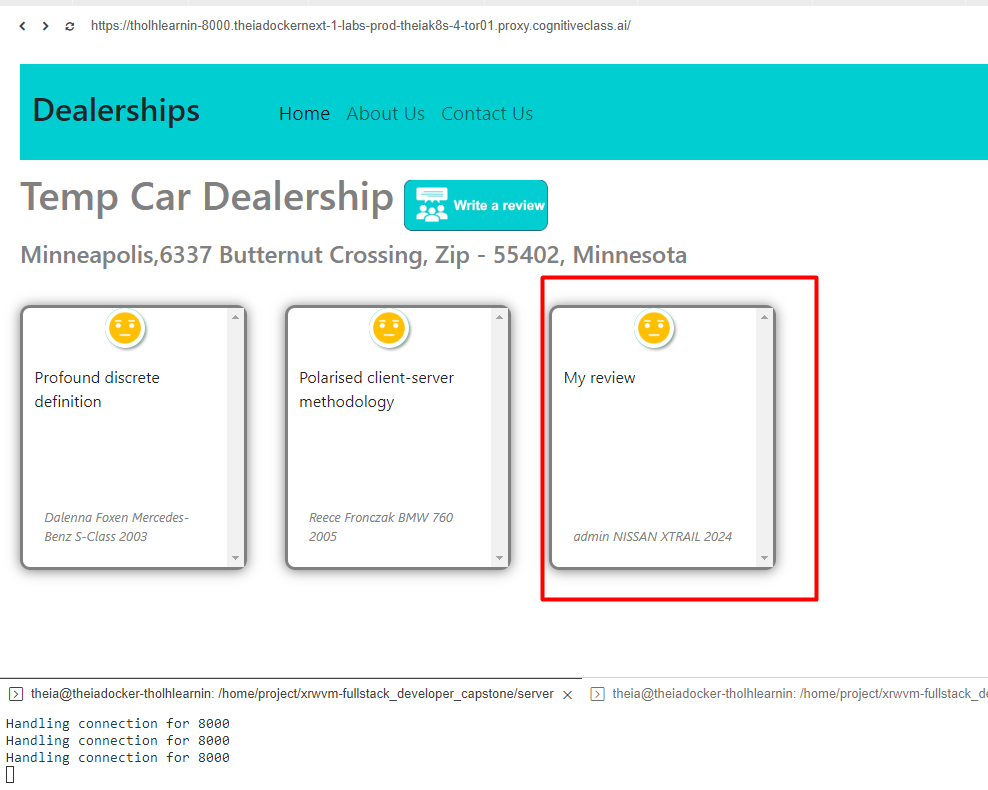 https://tholhlearnin-8000.theiadockernext-1-labs-prod-theiak8s-4-tor01.proxy.cognitiveclass.ai/
Dealerships Home About Us Contact Us
Temp Car Dealership Write a review
Minneapolis,6337 Butternut Crossing, Zip - 55402, Minnesota
Profound discrete
definition
Dalenna Foxen Mercedes-
Benz S-Class 2003
Polarised client-server
methodology
Reece Fronczak BMW 760
2005
My review
admin NISSAN XTRAIL 2024
theia@theiadocker-tholhlearnin: /home/project/xrwvm-fullstack_developer_capstone/server theia@theiadocker-tholhlearnin: /home/project/xrwvm-fullstack_de
Handling connection for 8000
Handling connection for 8000
Handling connection for 8000